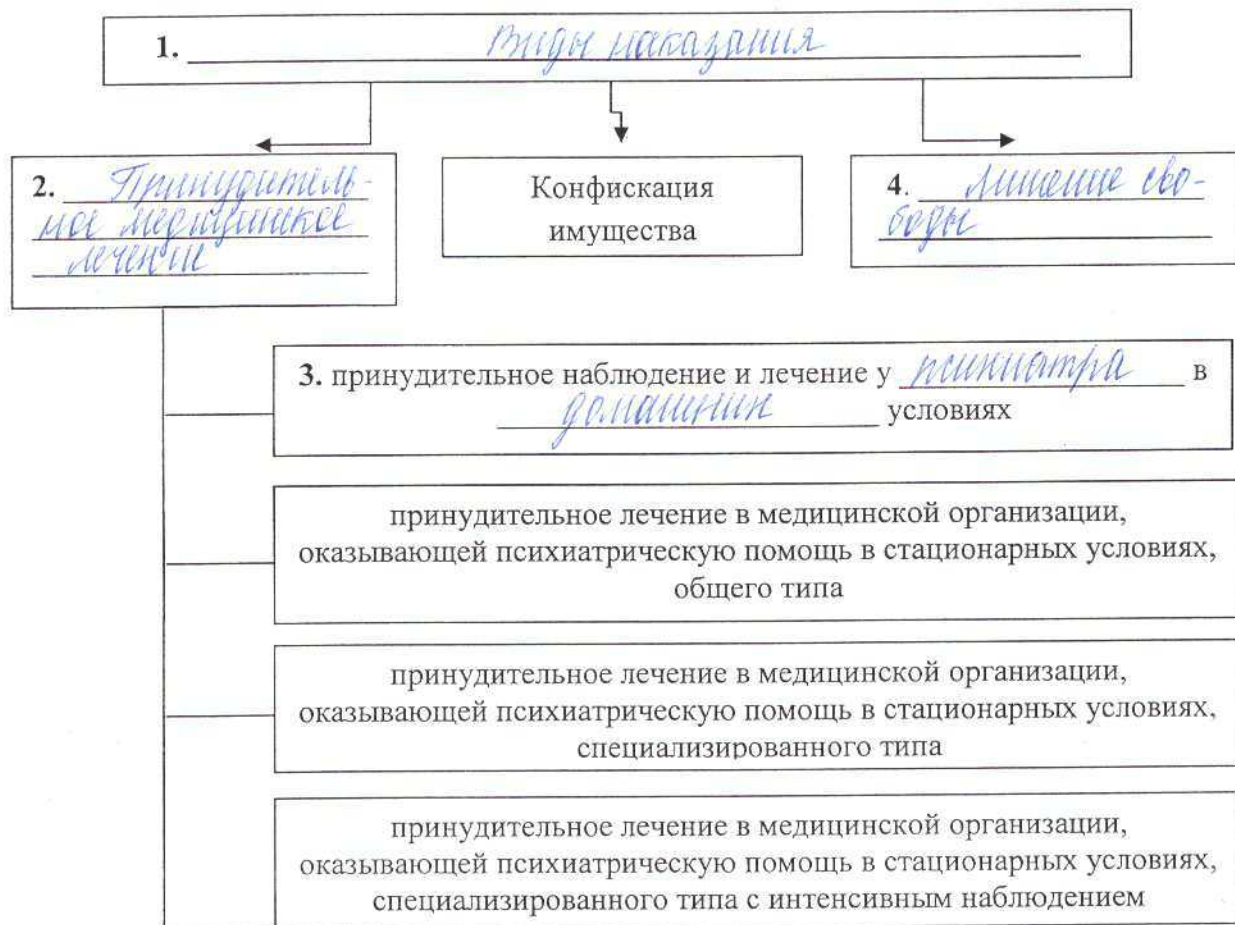 1. Виды наказания
2. Принудитель-
ное медицинское
лечение
Конфискация
имущества
4. лишение сво-
боды
3. принудительное наблюдение и лечение у психиатра в
домашних условиях
принудительное лечение в медицинской организации,
оказывающей психиатрическую помощь в стационарных условиях,
общего типа
принудительное лечение в медицинской организации,
оказывающей психиатрическую помощь в стационарных условиях,
специализированного типа
принудительное лечение в медицинской организации,
оказывающей психиатрическую помощь в стационарных условиях,
специализированного типа с интенсивным наблюдением